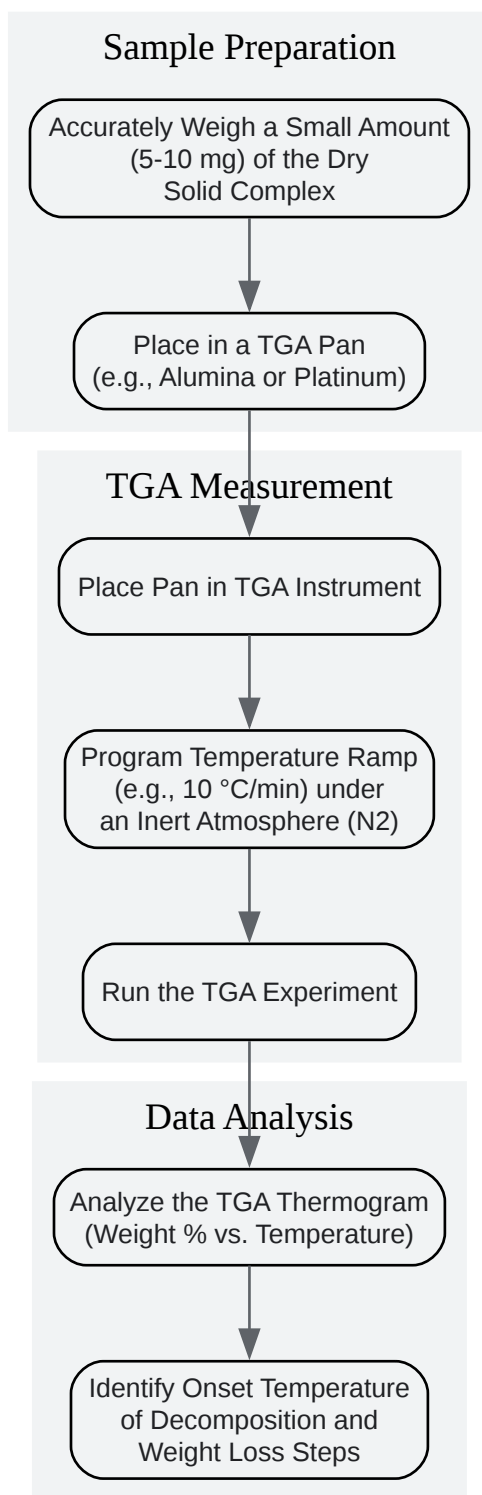 Sample Preparation
Accurately Weigh a Small Amount
(5-10 mg) of the Dry
Solid Complex
Place in a TGA Pan
(e.g., Alumina or Platinum)
TGA Measurement
Place Pan in TGA Instrument
Program Temperature Ramp
(e.g., 10 °C/min) under
an Inert Atmosphere (N2)
Run the TGA Experiment
Data Analysis
Analyze the TGA Thermogram
(Weight % vs. Temperature)
Identify Onset Temperature
of Decomposition and
Weight Loss Steps